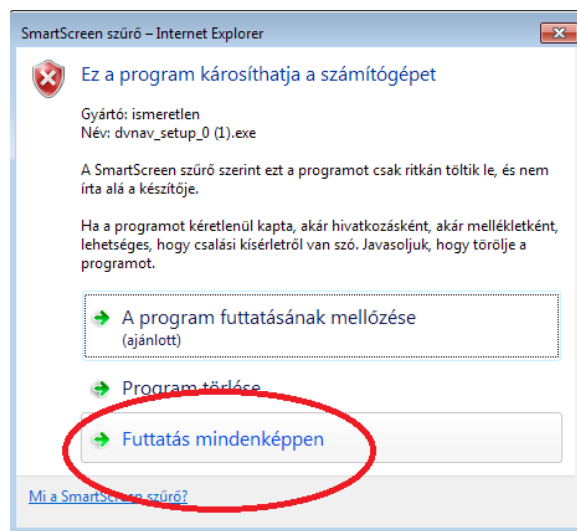 SmartScreen szűrő – Internet Explorer
Ez a program károsíthatja a számítógépet
Gyártó: ismeretlen
Név: dvnav_setup_0 (1).exe
A SmartScreen szűrő szerint ezt a programot csak ritkán töltik le, és nem
írta alá a készítője.
Ha a programot kéretlenül kapta, akár hivatkozásként, akár mellékletként,
lehetséges, hogy csalási kísérletről van szó. Javasoljuk, hogy törölje a
programot.
A program futtatásának mellőzése
(ajánlott)
Program törlése
Futtatás mindenképpen
Mi a SmartScreen szűrő?